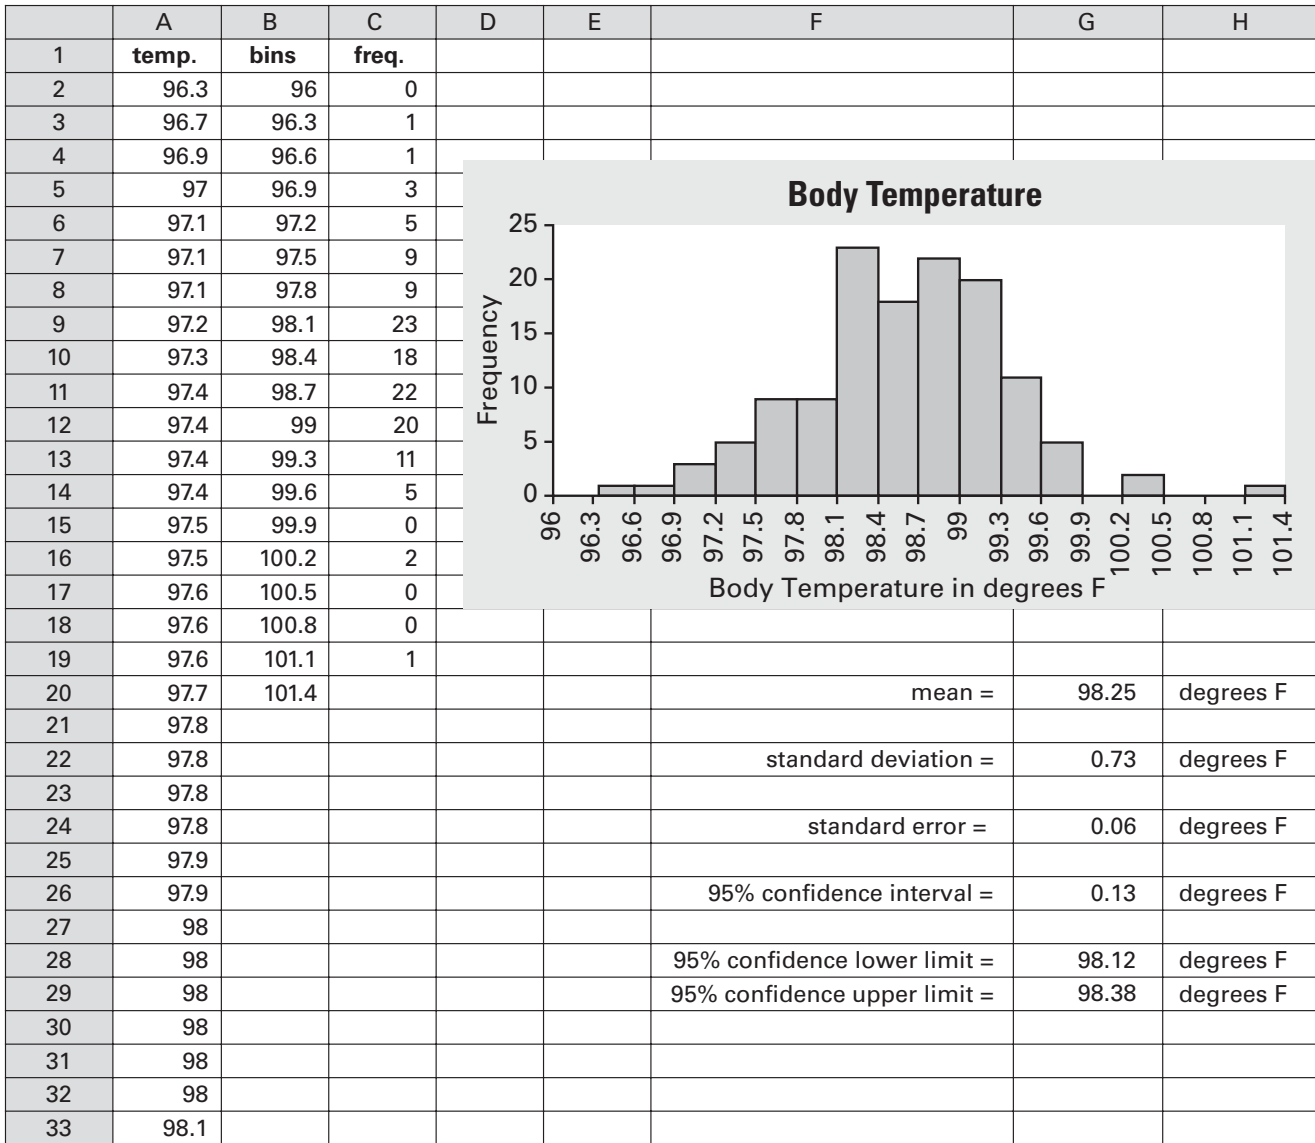 A B C D E F G H
1 temp. bins freq.
2 96.3 96 0
3 96.7 96.3 1
4 96.9 96.6 1
5 97 96.9 3
6 97.1 97.2 5
7 97.1 97.5 9
8 97.1 97.8 9
9 97.2 98.1 23
10 97.3 98.4 18
11 97.4 98.7 22
12 97.4 99 20
13 97.4 99.3 11
14 97.4 99.6 5
15 97.5 99.9 0
16 97.5 100.2 2
17 97.6 100.5 0
18 97.6 100.8 0
19 97.6 101.1 1
Body Temperature
Frequency
25
20
15
10
5
0
96 96.3 96.6 96.9 97.2 97.5 97.8 98.1 98.4 98.7 99 99.3 99.6 99.9 100.2 100.5 100.8 101.1 101.4
Body Temperature in degrees F
20 97.7 101.4 mean = 98.25 degrees F
21 97.8
22 97.8 standard deviation = 0.73 degrees F
23 97.8
24 97.8 standard error = 0.06 degrees F
25 97.9
26 97.9 95% confidence interval = 0.13 degrees F
27 98
28 98 95% confidence lower limit = 98.12 degrees F
29 98 95% confidence upper limit = 98.38 degrees F
30 98
31 98
32 98
33 98.1